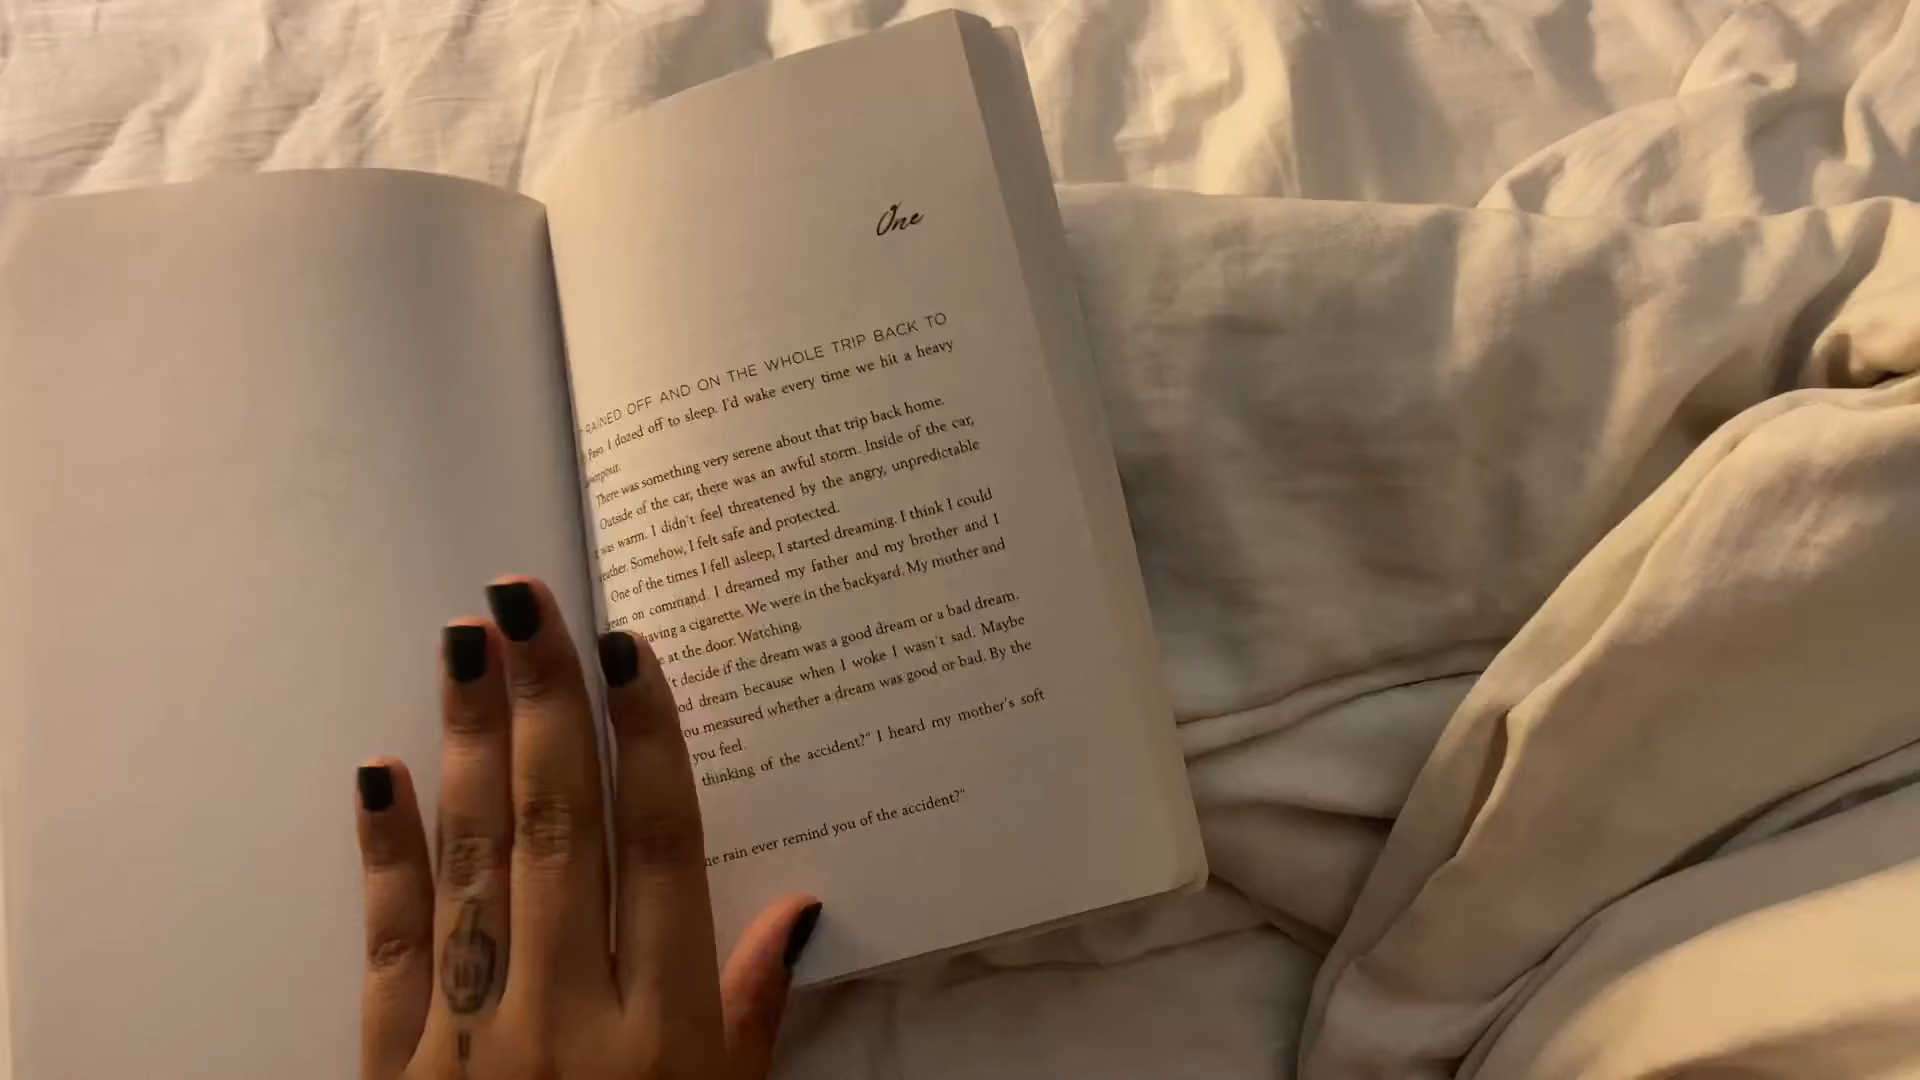 One
RAINED OFF AND ON THE WHOLE TRIP BACK TO
Paso. I dozed off to sleep. I'd wake every time we hit a heavy
There was something very serene about that trip back home.
Outside of the car, there was an awful storm. Inside of the car,
was warm. I didn't feel threatened by the angry, unpredictable
Somehow, I felt safe and protected.
One of the times I fell asleep, I started dreaming. I think I could
on command. I dreamed my father and my brother and I
having a cigarette. We were in the backyard. My mother and
at the door. Watching.
't decide if the dream was a good dream or a bad dream.
od dream because when I woke I wasn't sad. Maybe
ou measured whether a dream was good or bad. By the
you feel.
thinking of the accident?" I heard my mother's soft
he rain ever remind you of the accident?"